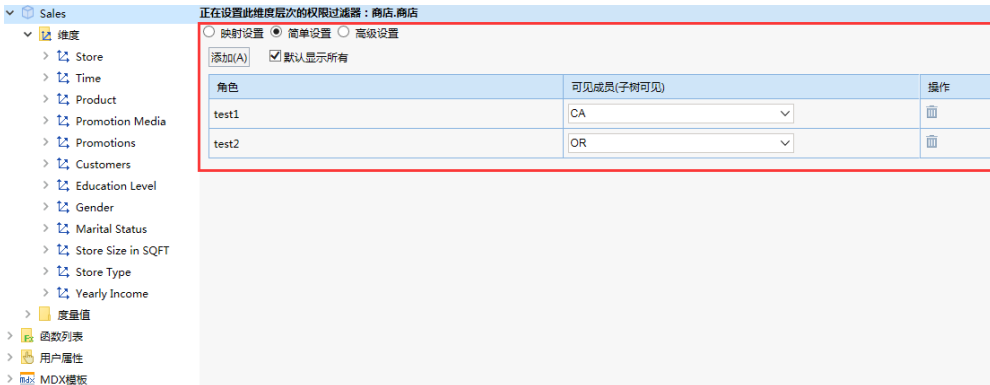 Sales
维度
Store
Time
Product
Promotion Media
Promotions
Customers
Education Level
Gender
Marital Status
Store Size in SQFT
Store Type
Yearly Income
度量值
函数列表
用户属性
MDX模板
正在设置此维度层次的权限过滤器：商店.商店
映射设置 简单设置 高级设置
添加(A) 默认显示所有
角色 可见成员(子树可见) 操作
test1 CA
test2 OR